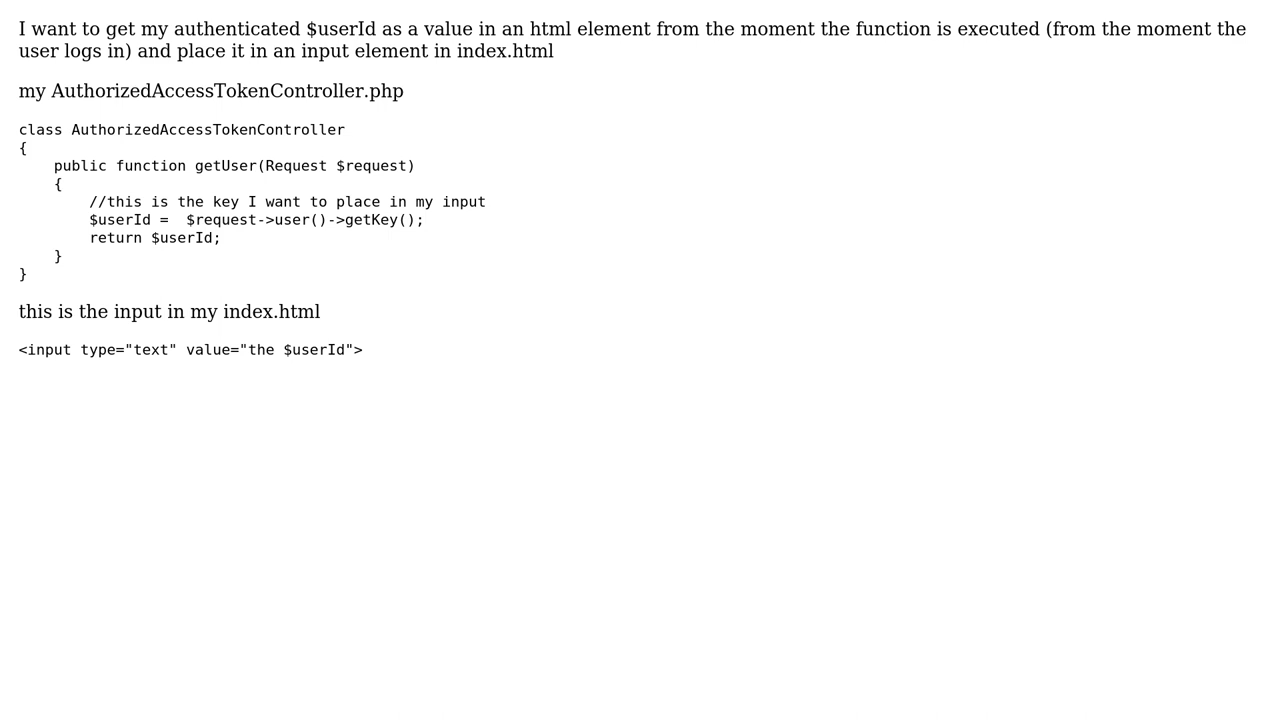 I want to get my authenticated $userId as a value in an html element from the moment the function is executed (from the moment the
user logs in) and place it in an input element in index.html
my AuthorizedAccessTokenController.php
class AuthorizedAccessTokenController
{
    public function getUser(Request $request)
    {
        //this is the key I want to place in my input
        $userId =  $request->user()->getKey();
        return $userId;
    }
}
this is the input in my index.html
<input type="text" value="the $userId">